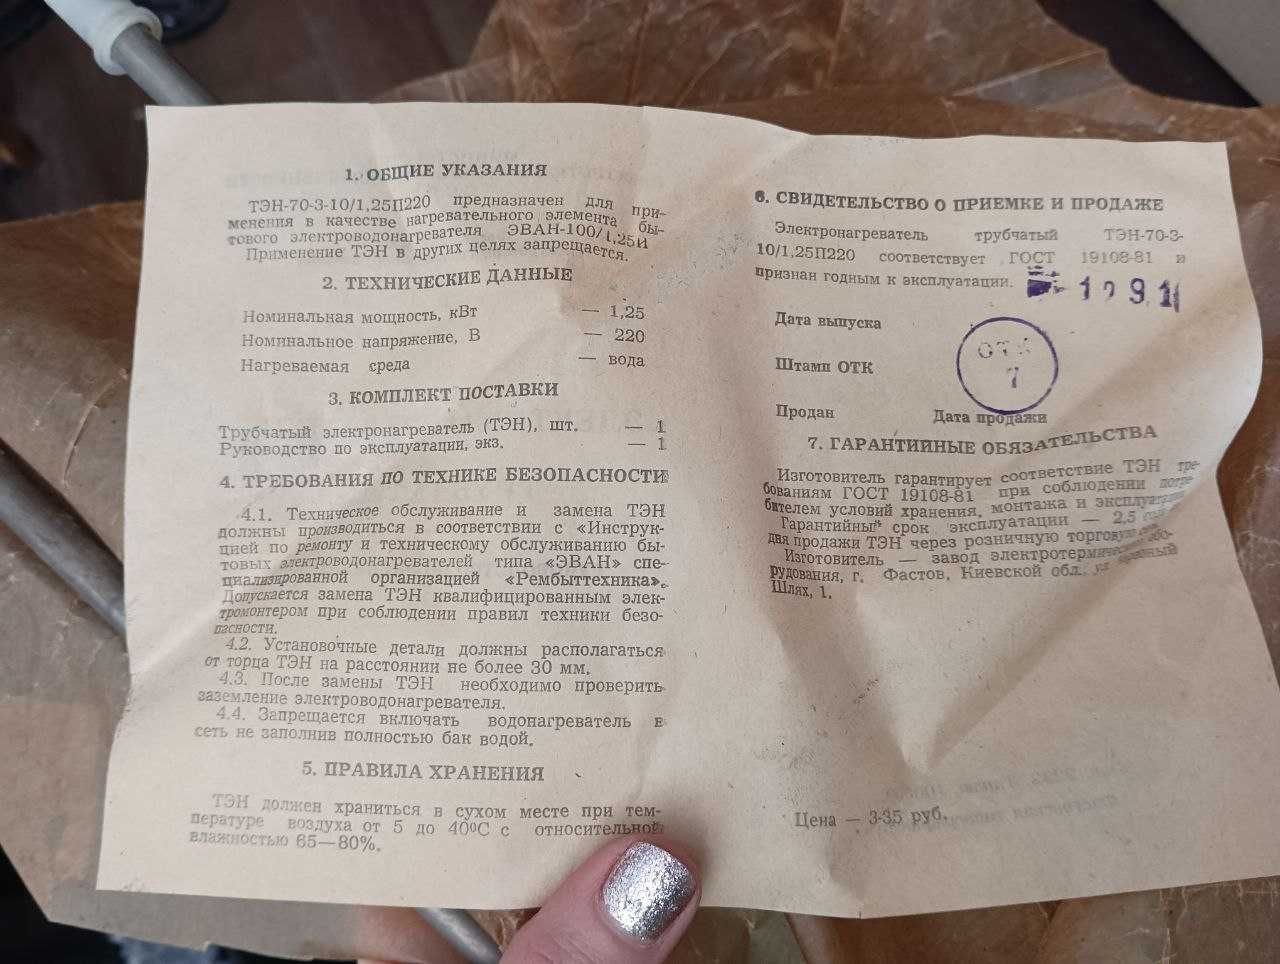 1. ОБЩИЕ УКАЗАНИЯ
ТЭН-70-3-10/1,25П220 предназначен для при-
менения в качестве нагревательного элемента бы-
тового электроводонагревателя ЭВАН-100/1,25И
Применение ТЭН в других целях запрещается.
2. ТЕХНИЧЕСКИЕ ДАННЫЕ
Номинальная мощность, кВт — 1,25
Номинальное напряжение, В — 220
Нагреваемая среда — вода
3. КОМПЛЕКТ ПОСТАВКИ
Трубчатый электронагреватель (ТЭН), шт. — 1
Руководство по эксплуатации, экз. — 1
4. ТРЕБОВАНИЯ ПО ТЕХНИКЕ БЕЗОПАСНОСТИ
4.1. Техническое обслуживание и замена ТЭН
должны производиться в соответствии с «Инструк-
цией по ремонту и техническому обслуживанию бы-
товых электроводонагревателей типа «ЭВАН» спе-
циализированной организацией «Рембыттехника».
Допускается замена ТЭН квалифицированным элек-
тромонтером при соблюдении правил техники безо-
пасности.
4.2. Установочные детали должны располагаться
от торца ТЭН на расстоянии не более 30 мм.
4.3. После замены ТЭН необходимо проверить
заземление электроводонагревателя.
4.4. Запрещается включать водонагреватель в
сеть не заполнив полностью бак водой.
5. ПРАВИЛА ХРАНЕНИЯ
ТЭН должен храниться в сухом месте при тем-
пературе воздуха от 5 до 40°С с относительной
влажностью 65—80%.
6. СВИДЕТЕЛЬСТВО О ПРИЕМКЕ И ПРОДАЖЕ
Электронагреватель трубчатый ТЭН-70-3-
10/1,25П220 соответствует ГОСТ 19108-81 и
признан годным к эксплуатации.
1991
Дата выпуска
Штамп ОТК
ОТК
7
Продан Дата продажи
7. ГАРАНТИЙНЫЕ ОБЯЗАТЕЛЬСТВА
Изготовитель гарантирует соответствие ТЭН тре-
бованиям ГОСТ 19108-81 при соблюдении потре-
бителем условий хранения, монтажа и эксплуатации.
Гарантийный срок эксплуатации — 2,5
дня продажи ТЭН через розничную торговую
Изготовитель — завод электротермического обо-
рудования, г. Фастов, Киевской обл., ул
Шлях, 1.
Цена — 3-35 руб.